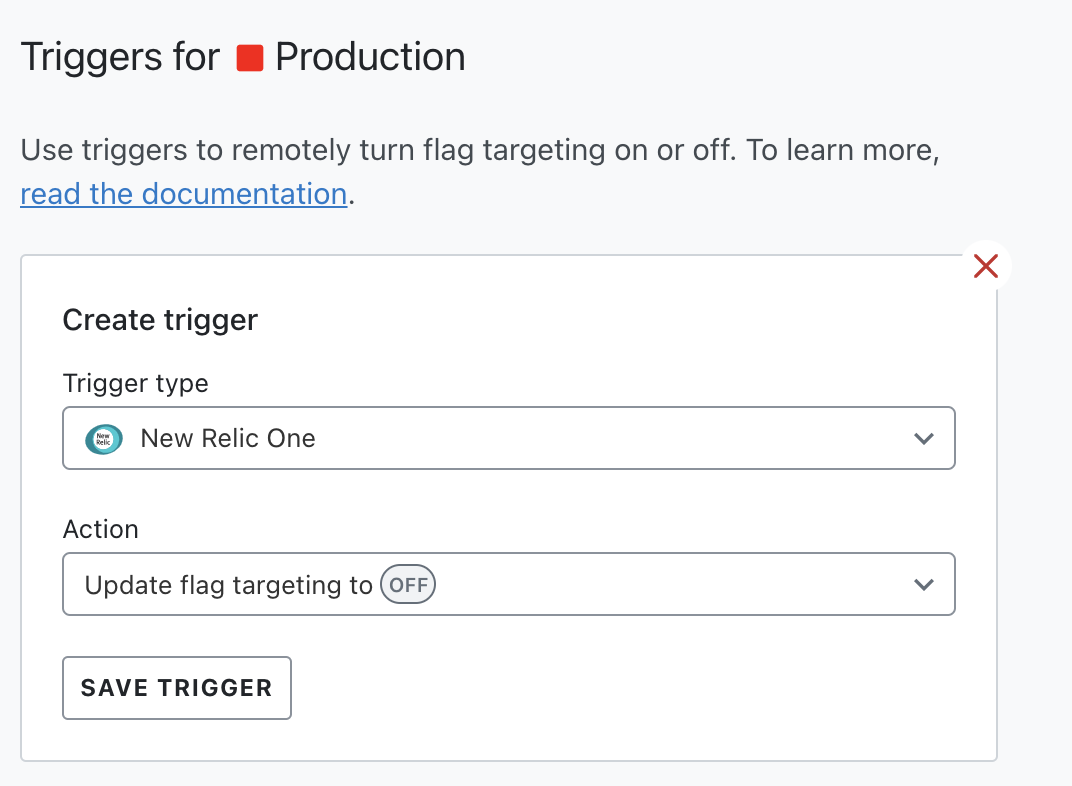 Triggers for Production
Use triggers to remotely turn flag targeting on or off. To learn more,
read the documentation.
Create trigger
Trigger type
New Relic
New Relic One
Action
Update flag targeting to OFF
SAVE TRIGGER